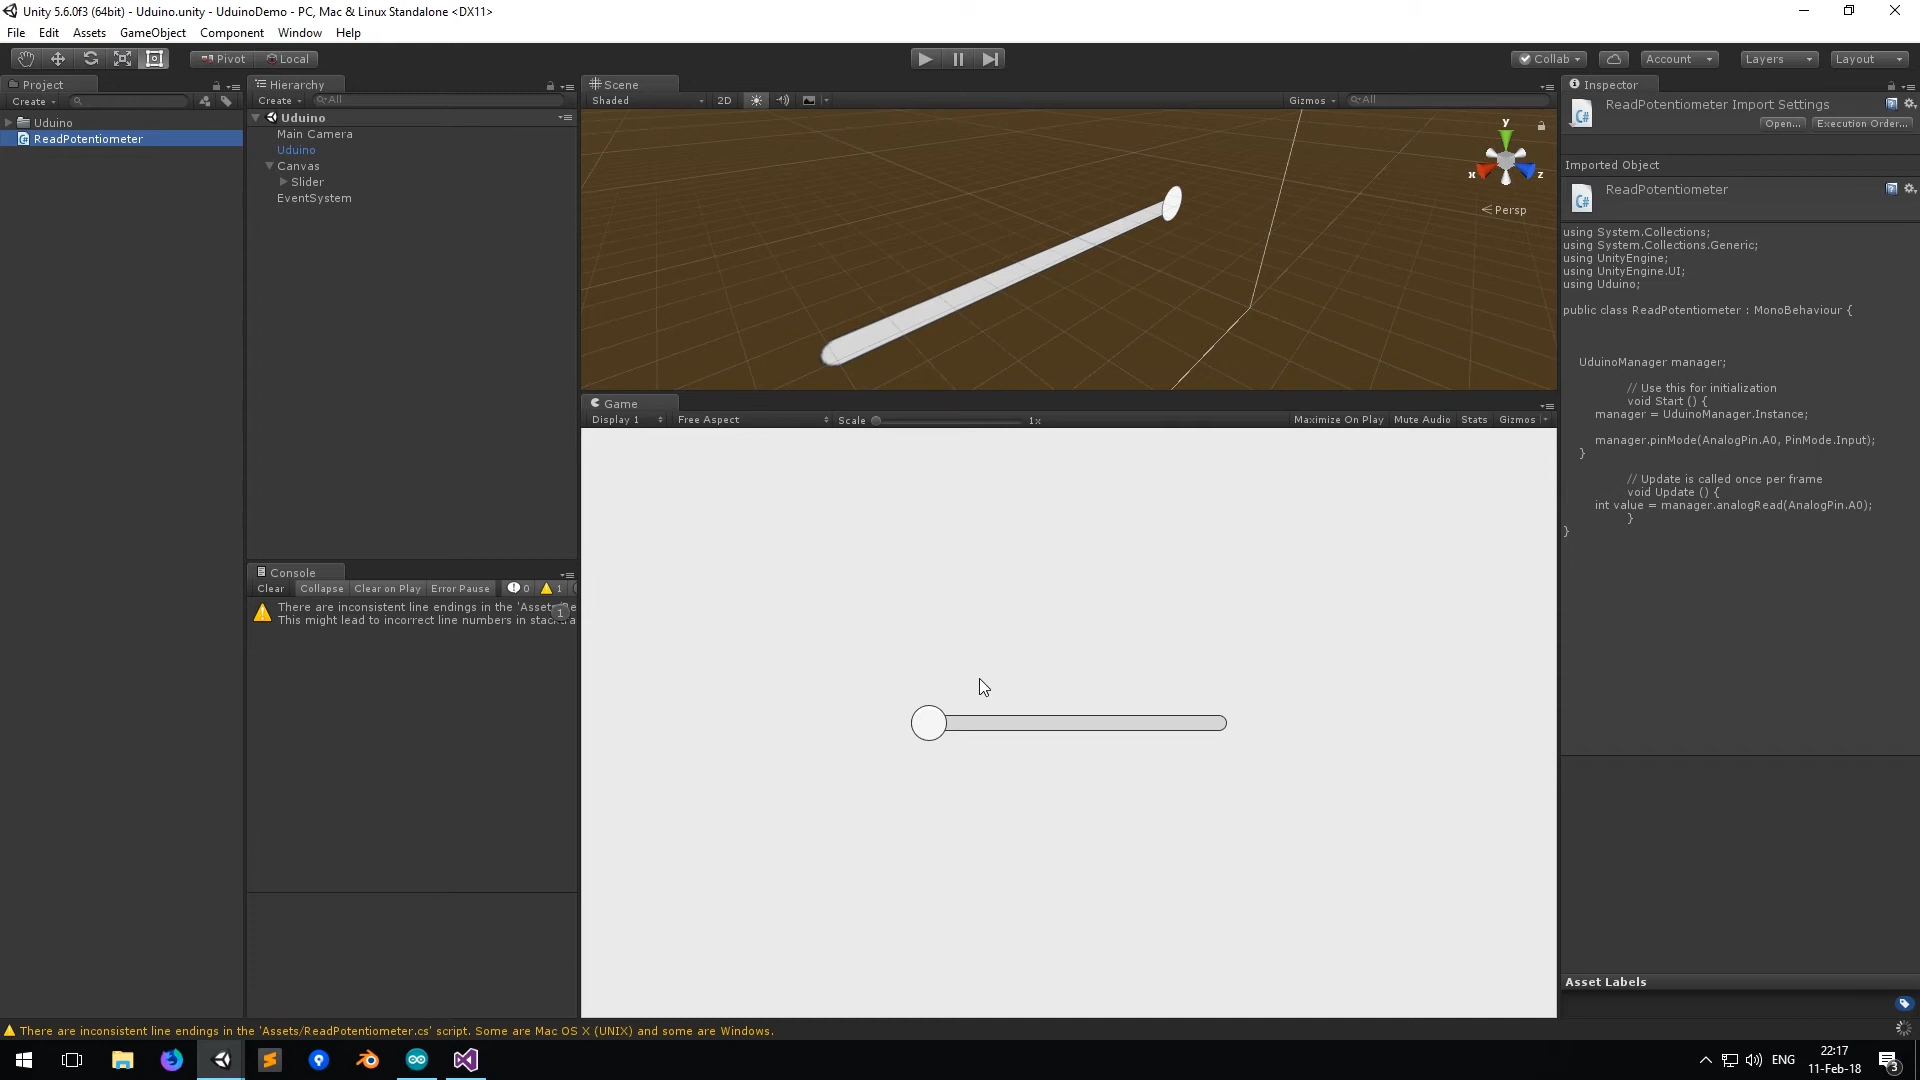 Unity 5.6.0f3 (64bit) - Uduino.unity - UduinoDemo - PC, Mac & Linux Standalone <DX11>
File Edit Assets GameObject Component Window Help
Pivot Local
Collab Account Layers Layout
Project
Create
Uduino
ReadPotentiometer
Hierarchy
Create All
Uduino
Main Camera
Uduino
Canvas
Slider
EventSystem
Console
Clear Collapse Clear on Play Error Pause 0 1
There are inconsistent line endings in the 'Assets
This might lead to incorrect line numbers in
1
Scene
Shaded 2D Gizmos All
y
x z
Persp
Game
Display 1 Free Aspect Scale 1x Maximize On Play Mute Audio Stats Gizmos
Inspector
ReadPotentiometer Import Settings
Open... Execution Order...
Imported Object
ReadPotentiometer
using System.Collections;
using System.Collections.Generic;
using UnityEngine;
using UnityEngine.UI;
using Uduino;
public class ReadPotentiometer : MonoBehaviour {
UduinoManager manager;
// Use this for initialization
void Start () {
manager = UduinoManager.Instance;
manager.pinMode(AnalogPin.A0, PinMode.Input);
}
// Update is called once per frame
void Update () {
int value = manager.analogRead(AnalogPin.A0);
}
}
Asset Labels
There are inconsistent line endings in the 'Assets/ReadPotentiometer.cs' script. Some are Mac OS X (UNIX) and some are Windows.
ENG
22:17
11-Feb-18
3